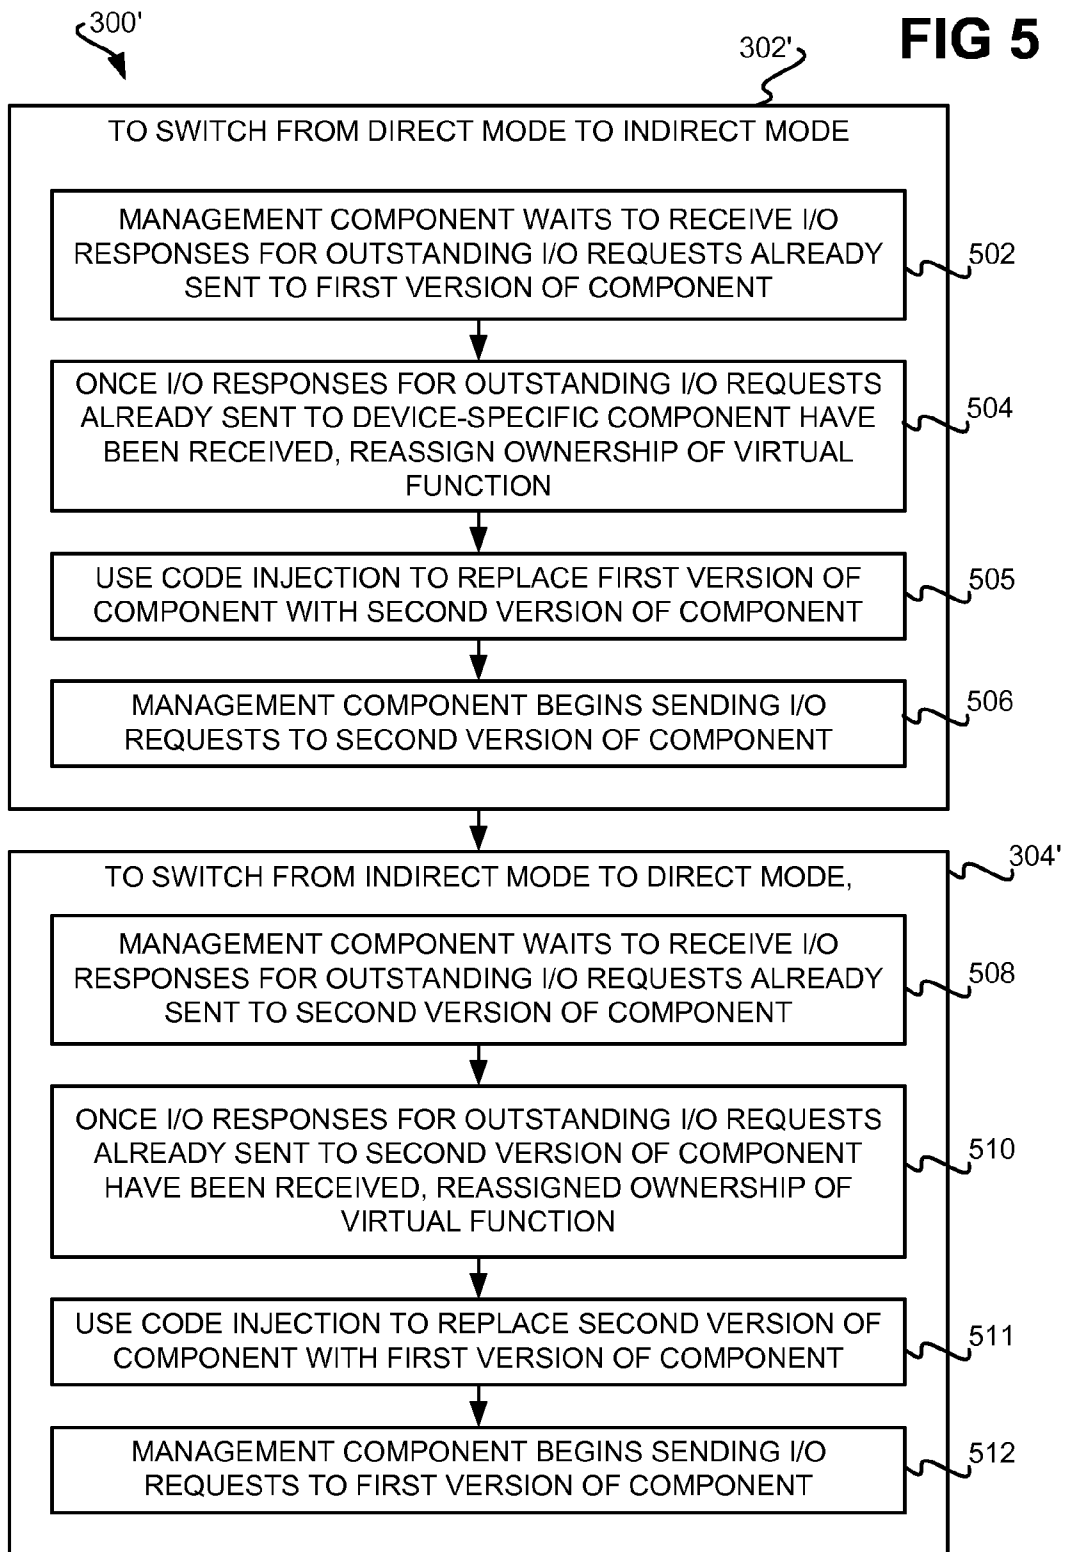 300'
302'
FIG 5
TO SWITCH FROM DIRECT MODE TO INDIRECT MODE
MANAGEMENT COMPONENT WAITS TO RECEIVE I/O
RESPONSES FOR OUTSTANDING I/O REQUESTS ALREADY
SENT TO FIRST VERSION OF COMPONENT
502
ONCE I/O RESPONSES FOR OUTSTANDING I/O REQUESTS
ALREADY SENT TO DEVICE-SPECIFIC COMPONENT HAVE
BEEN RECEIVED, REASSIGN OWNERSHIP OF VIRTUAL
FUNCTION
504
USE CODE INJECTION TO REPLACE FIRST VERSION OF
COMPONENT WITH SECOND VERSION OF COMPONENT
505
MANAGEMENT COMPONENT BEGINS SENDING I/O
REQUESTS TO SECOND VERSION OF COMPONENT
506
304'
TO SWITCH FROM INDIRECT MODE TO DIRECT MODE,
MANAGEMENT COMPONENT WAITS TO RECEIVE I/O
RESPONSES FOR OUTSTANDING I/O REQUESTS ALREADY
SENT TO SECOND VERSION OF COMPONENT
508
ONCE I/O RESPONSES FOR OUTSTANDING I/O REQUESTS
ALREADY SENT TO SECOND VERSION OF COMPONENT
HAVE BEEN RECEIVED, REASSIGNED OWNERSHIP OF
VIRTUAL FUNCTION
510
USE CODE INJECTION TO REPLACE SECOND VERSION OF
COMPONENT WITH FIRST VERSION OF COMPONENT
511
MANAGEMENT COMPONENT BEGINS SENDING I/O
REQUESTS TO FIRST VERSION OF COMPONENT
512